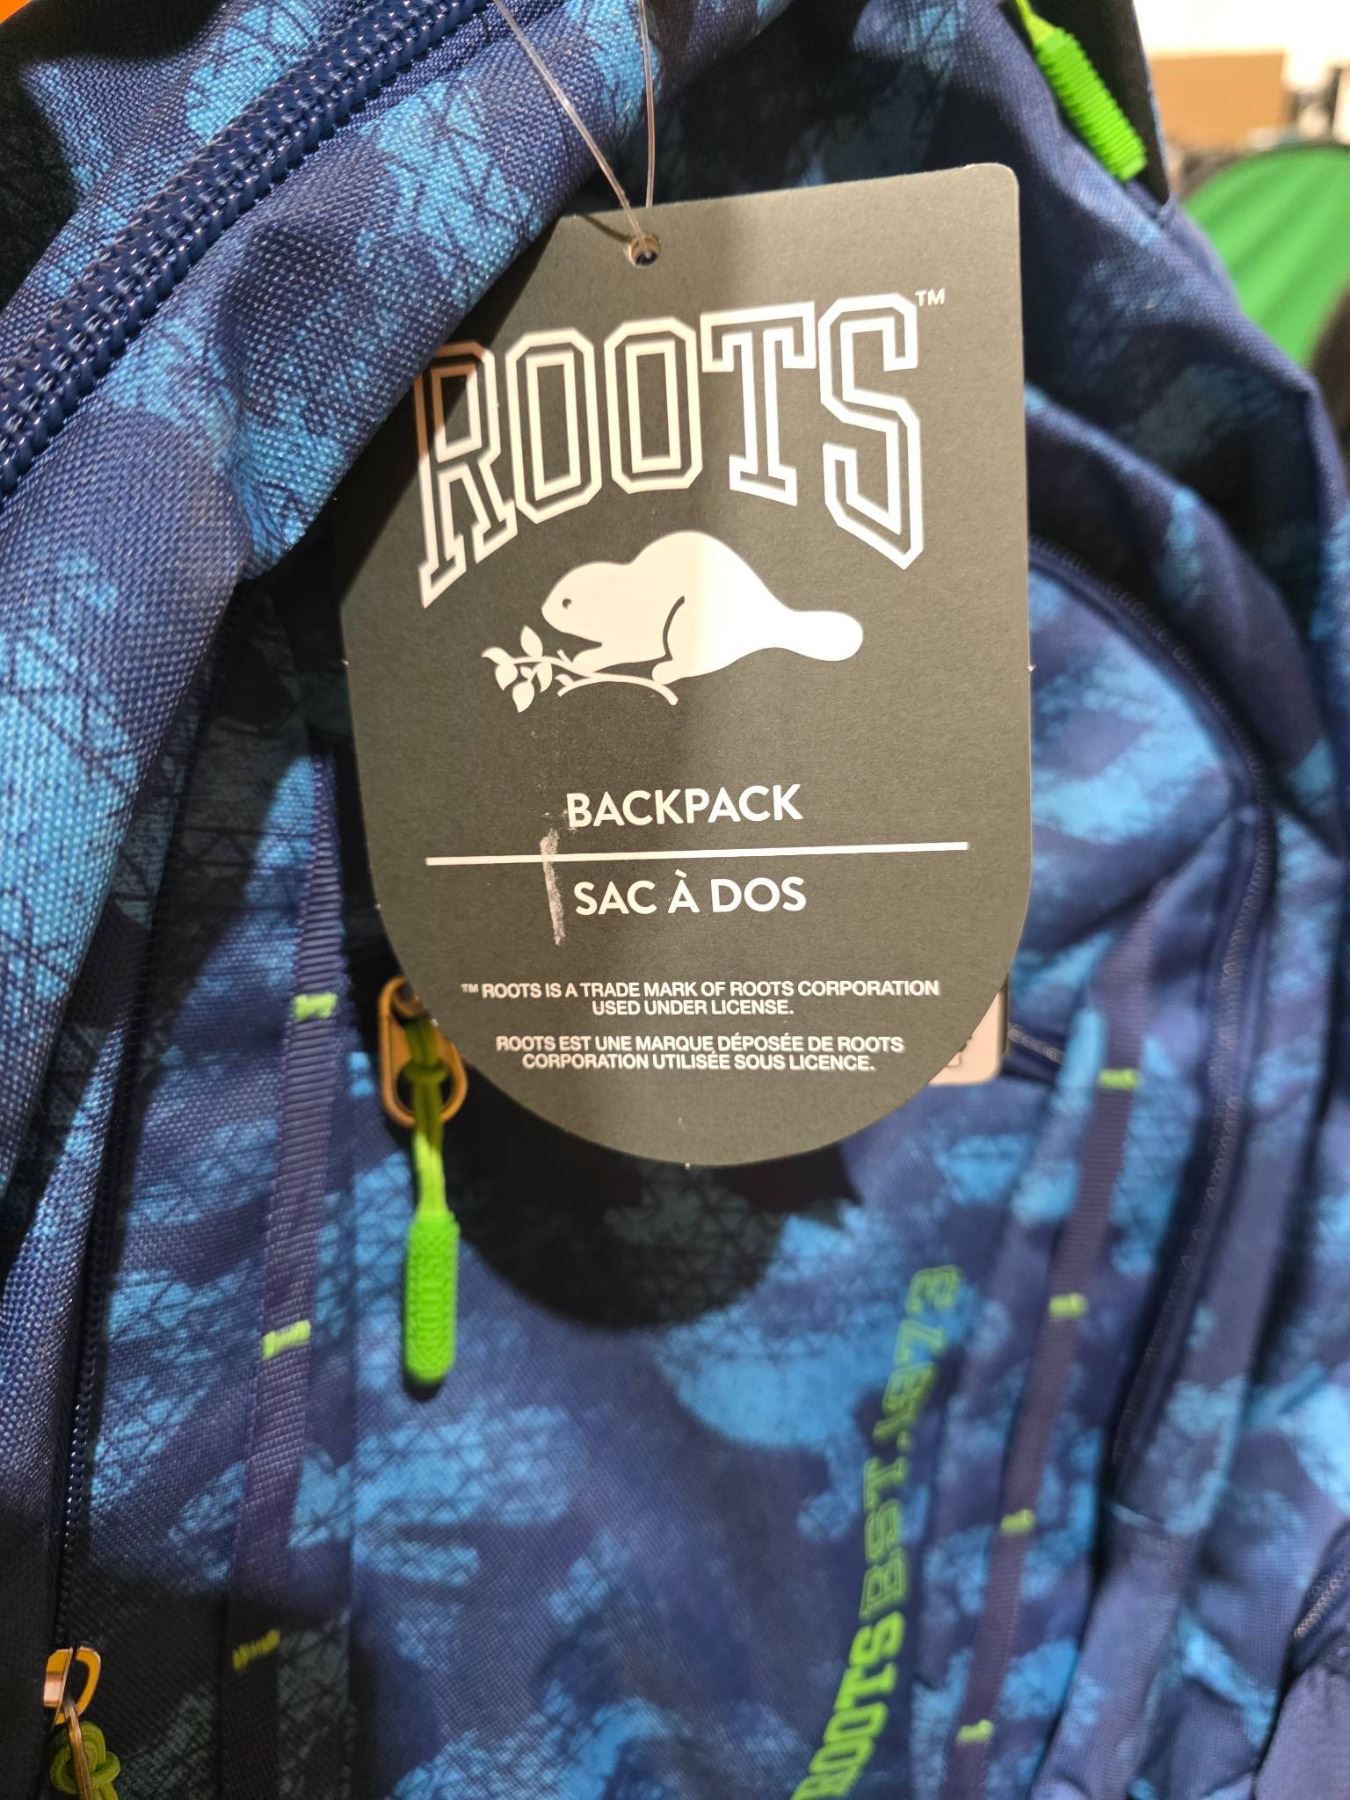 ROOTS™
BACKPACK
SAC À DOS
™ ROOTS IS A TRADE MARK OF ROOTS CORPORATION
USED UNDER LICENSE.
ROOTS EST UNE MARQUE DÉPOSÉE DE ROOTS
CORPORATION UTILISÉE SOUS LICENCE.
ROOTS
ROOTS EST. 1973